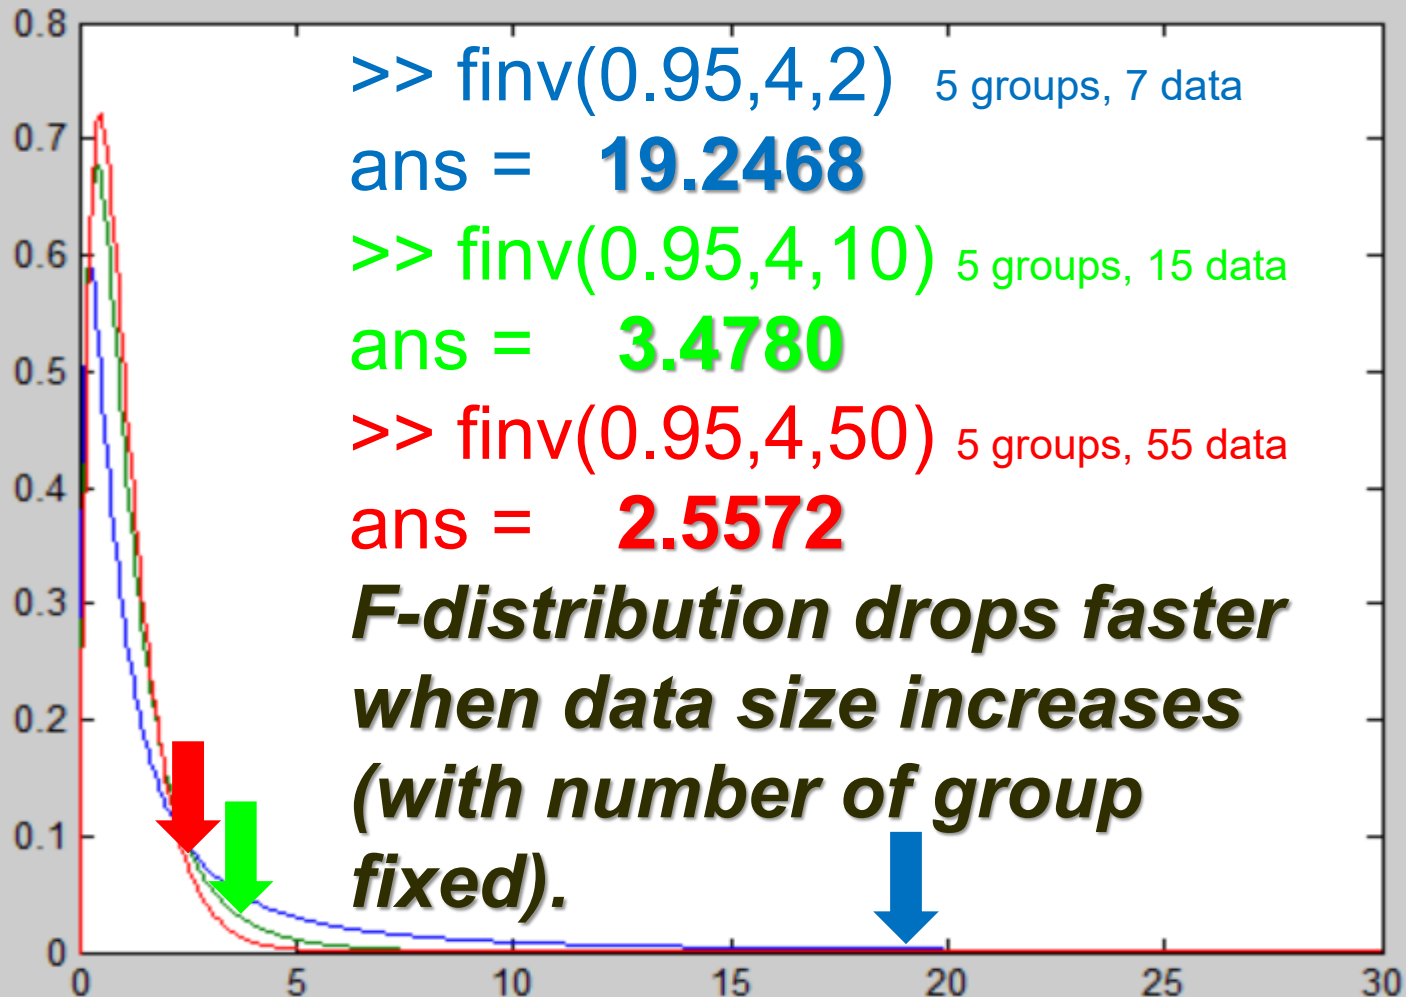 0.8
0.7
0.6
0.5
0.4
0.3
0.2
0.1
0
0 5 10 15 20 25 30
>> finv(0.95,4,2) 5 groups, 7 data
ans = 19.2468
>> finv(0.95,4,10) 5 groups, 15 data
ans = 3.4780
>> finv(0.95,4,50) 5 groups, 55 data
ans = 2.5572
F-distribution drops faster
when data size increases
(with number of group
fixed).